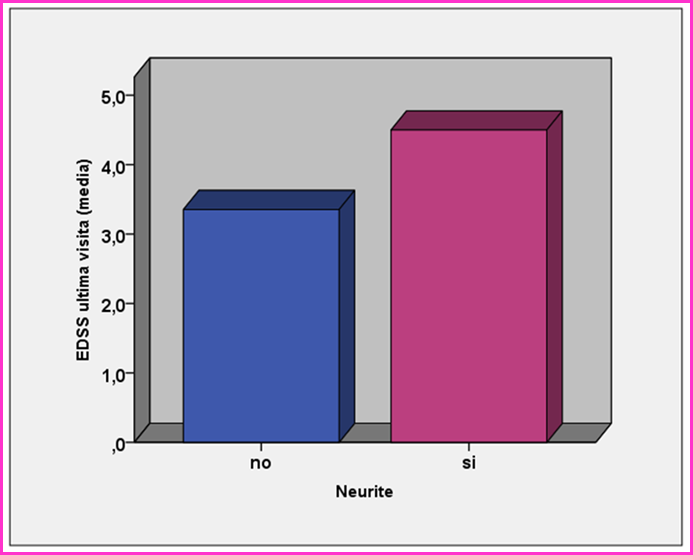 EDSS ultima visita (media)
5,0
4,0
3,0
2,0
1,0
,0
no
si
Neurite